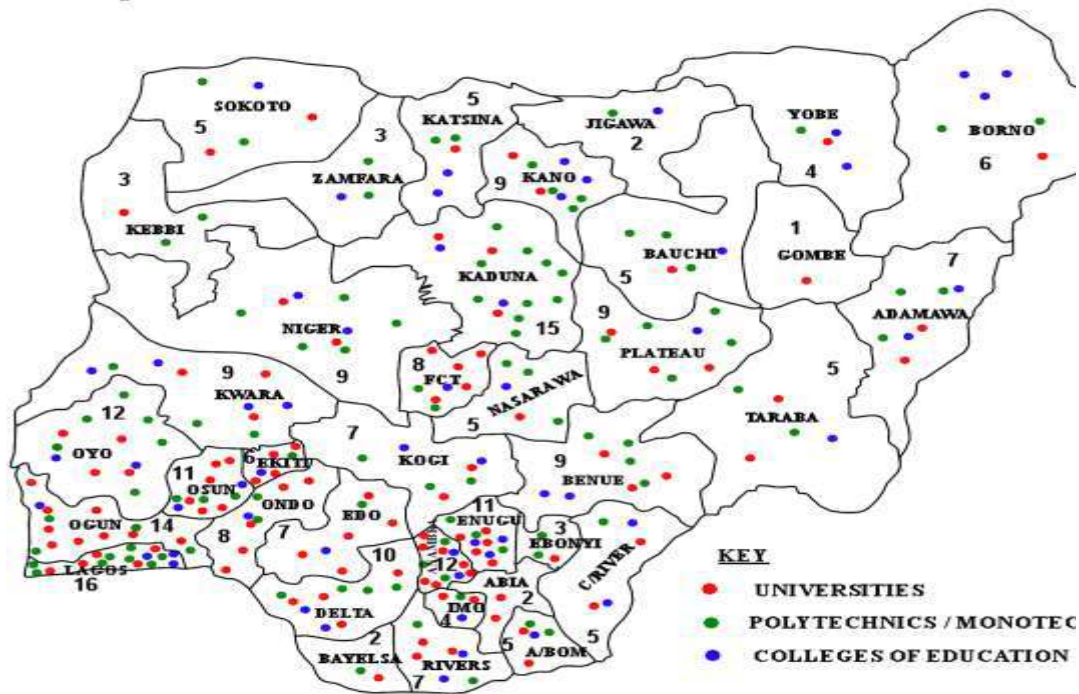 5
SOKOTO
KATSINA
JIGAWA
YOBE
BORNO
5
3
2
3
ZAMFARA
9
KANO
4
6
KEBBI
1
GOMBE
BAUCHI
7
KADUNA
5
ADAMAWA
NIGER
15
9
PLATEAU
8
FCT
5
9
KWARA
9
NASARAWA
TARABA
12
5
OYO
7
KOGI
6
EKITI
9
BENUE
11
OSUN
ONDO
EDO
11
ENUGU
OGUN
14
8
7
3
EBONYI
C/RIVER
LAGOS
16
10
12
ABIA
2
DELTA
IMO
4
2
5
A/BOM
5
BAYELSA
RIVERS
7
KEY
UNIVERSITIES
POLYTECHNICS / MONOTEC
COLLEGES OF EDUCATION